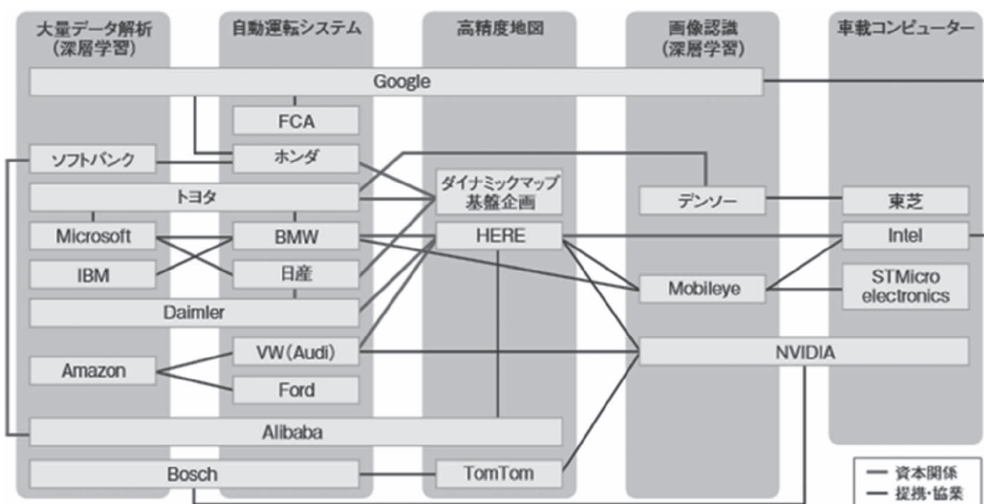 大量データ解析
(深層学習)
自動運転システム
高精度地図
画像認識
(深層学習)
車載コンピューター
Google
FCA
ソフトバンク
ホンダ
トヨタ
ダイナミックマップ
基盤企画
デンソー
東芝
Microsoft
BMW
HERE
Intel
IBM
日産
Mobileye
STMicro
electronics
Daimler
VW(Audi)
NVIDIA
Amazon
Ford
Alibaba
Bosch
TomTom
資本関係
提携・協業